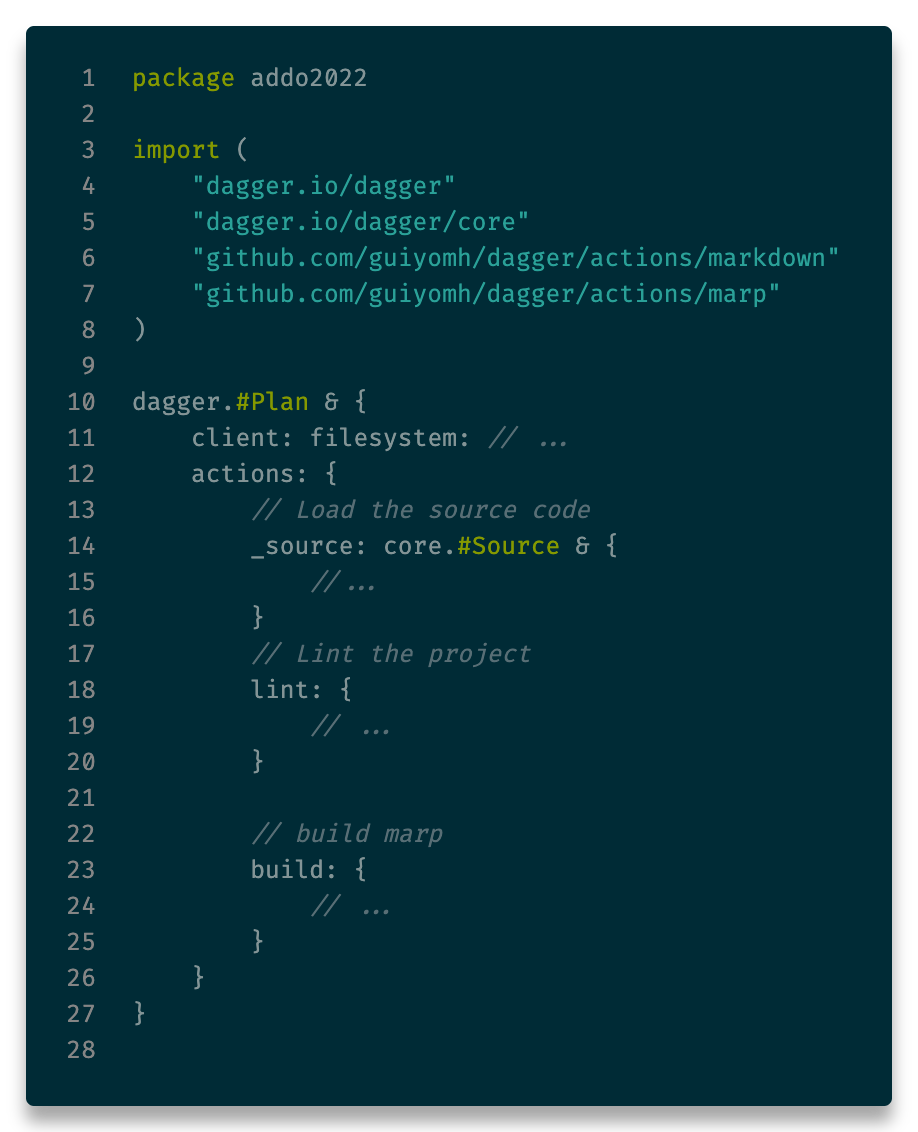 1 package addo2022
2
3 import (
4     "dagger.io/dagger"
5     "dagger.io/dagger/core"
6     "github.com/guiyomh/dagger/actions/markdown"
7     "github.com/guiyomh/dagger/actions/marp"
8 )
9
10 dagger.#Plan & {
11     client: filesystem: // ...
12     actions: {
13         // Load the source code
14         _source: core.#Source & {
15             //...
16         }
17         // Lint the project
18         lint: {
19             // ...
20         }
21
22         // build marp
23         build: {
24             // ...
25         }
26     }
27 }
28